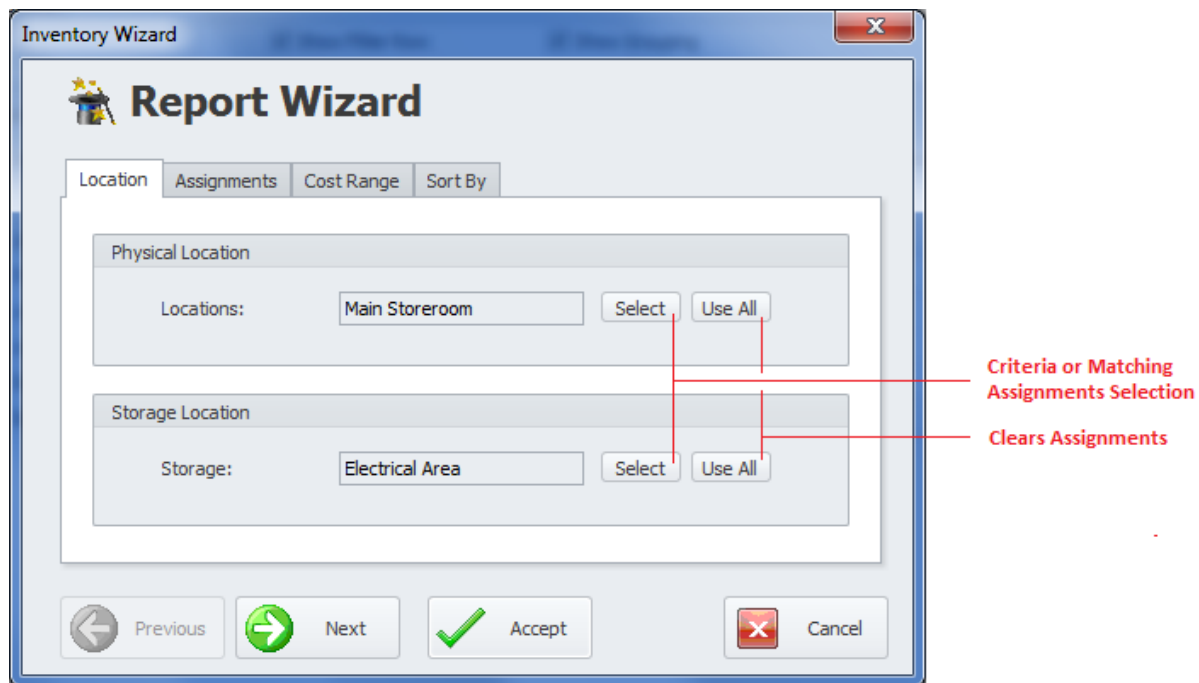 Inventory Wizard
Report Wizard
Location Assignments Cost Range Sort By
Physical Location
Locations: Main Storeroom Select Use All
Criteria or Matching
Assignments Selection
Storage Location
Clears Assignments
Storage: Electrical Area Select Use All
Previous Next Accept Cancel